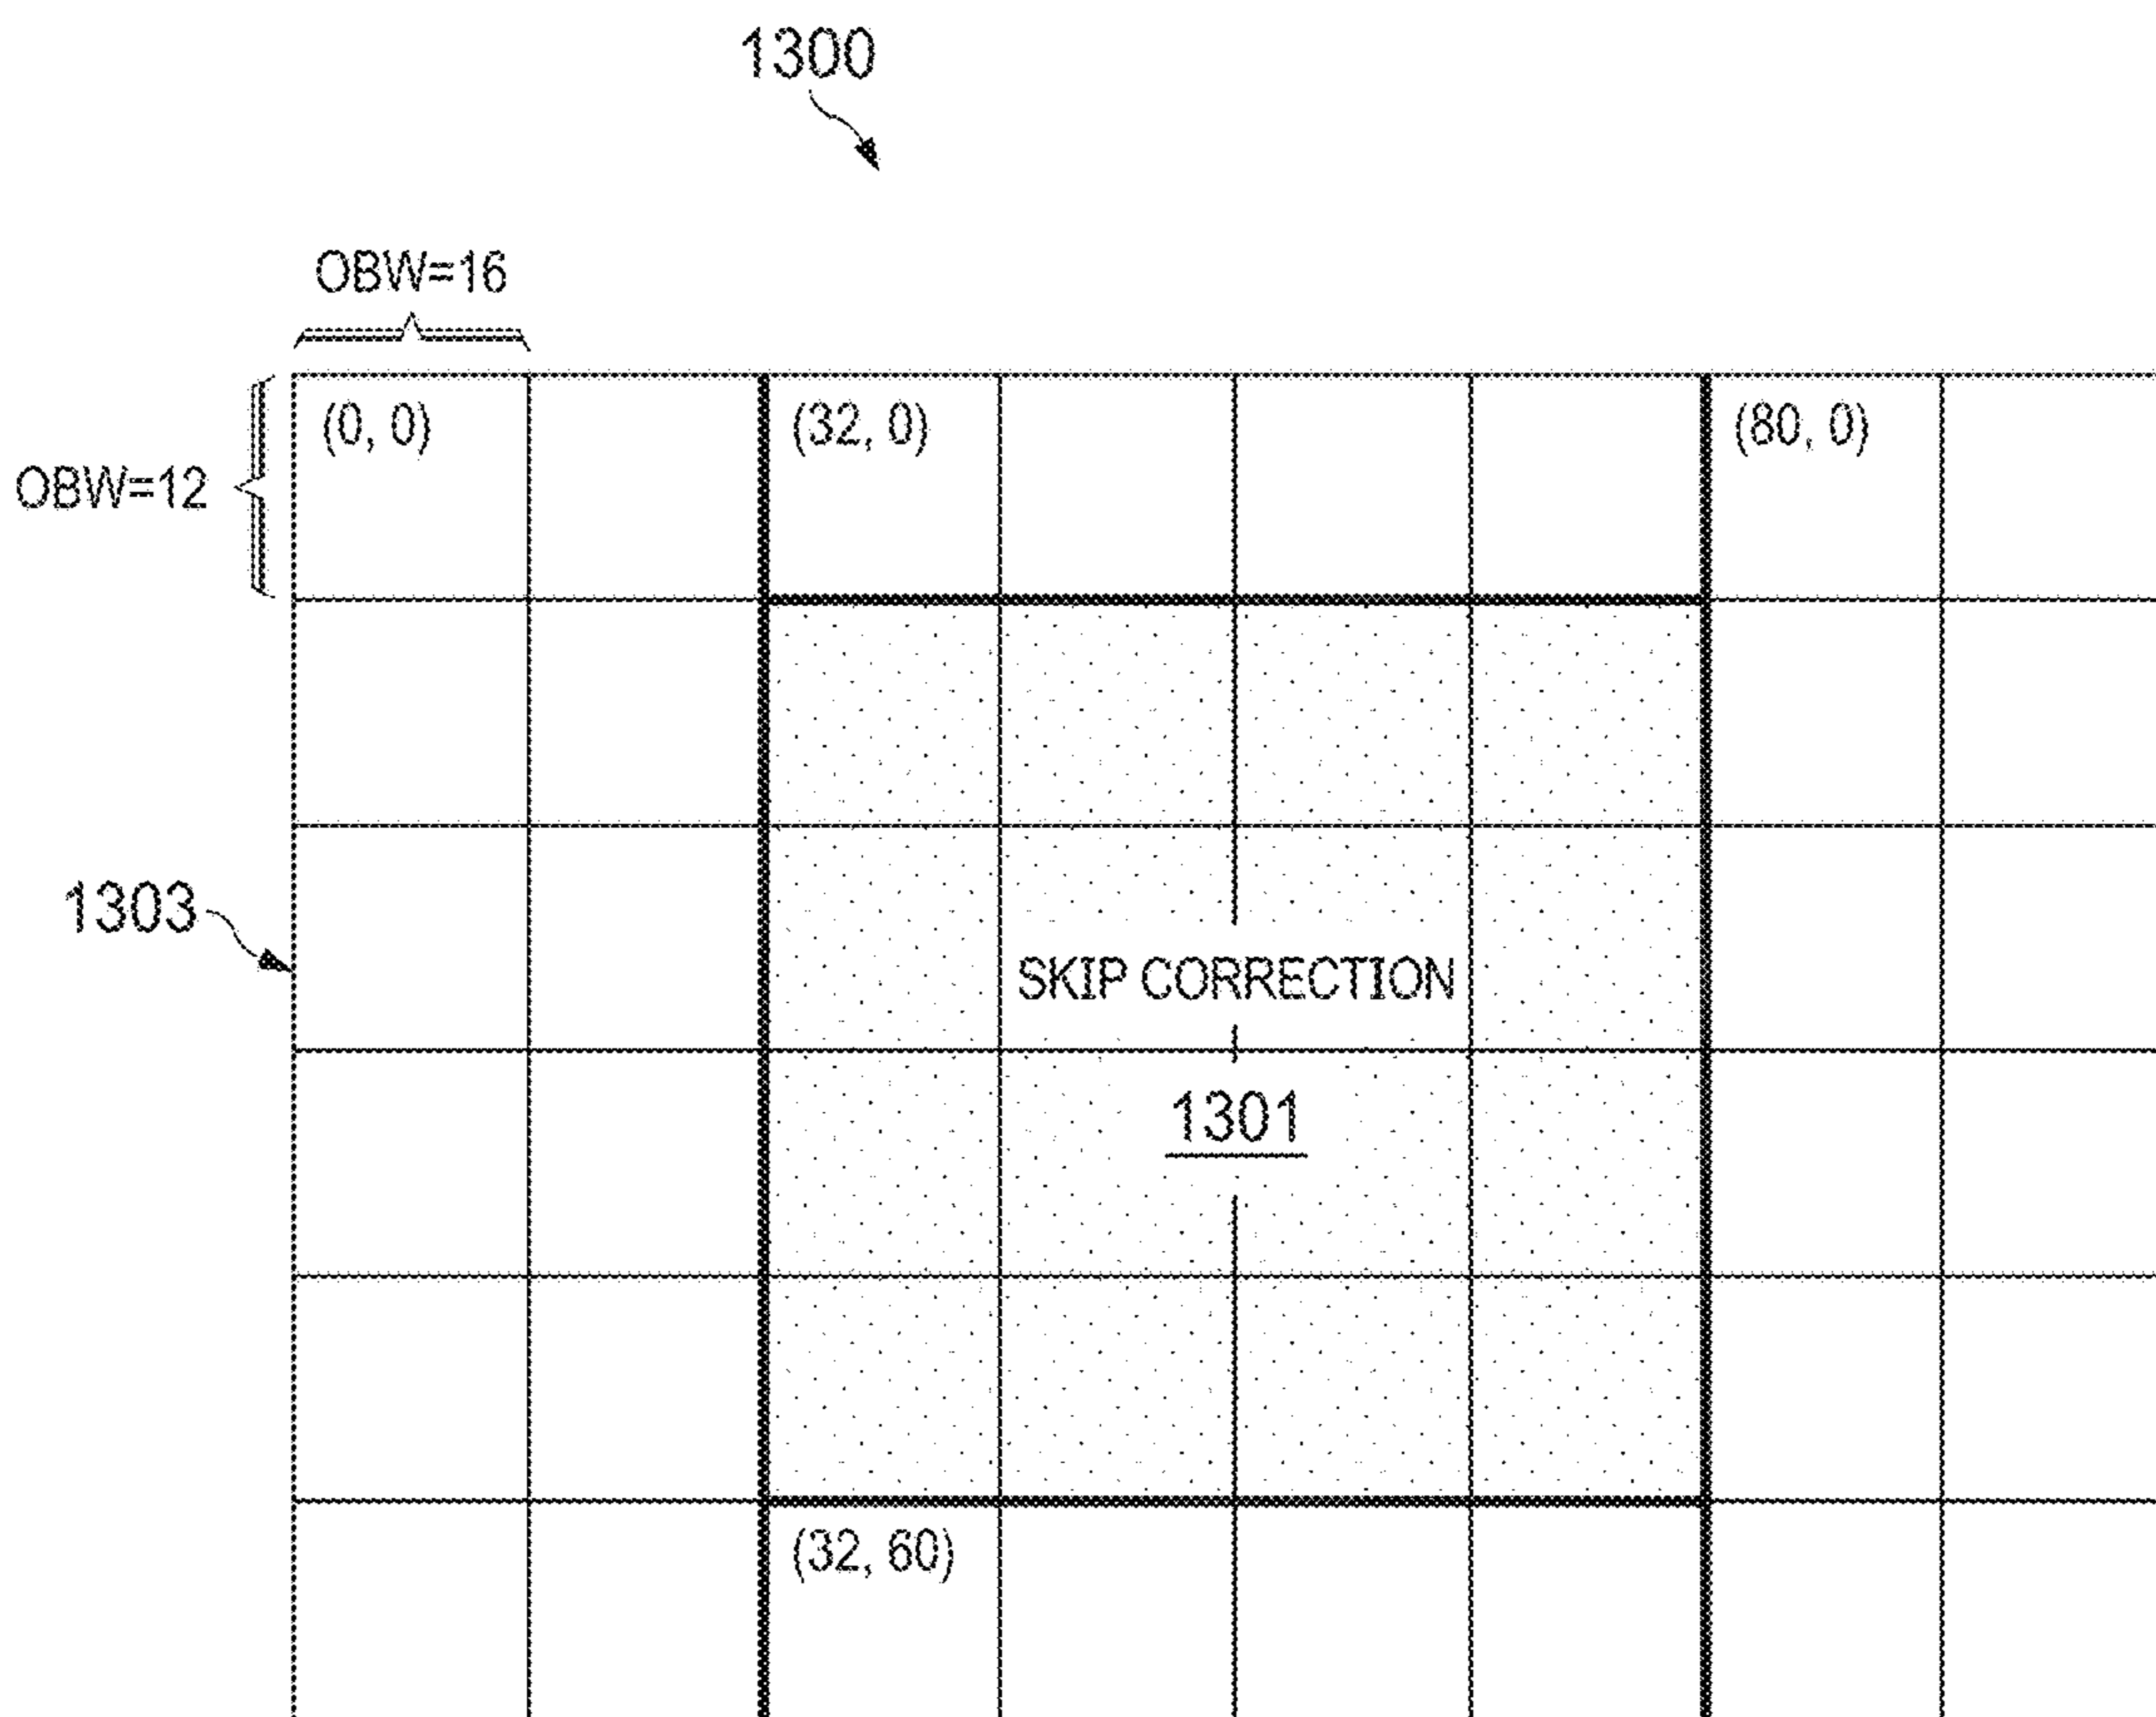 1300
OBW=16
(0, 0)
(32, 0)
(80, 0)
OBW=12
1303
SKIP CORRECTION
1301
(32, 60)